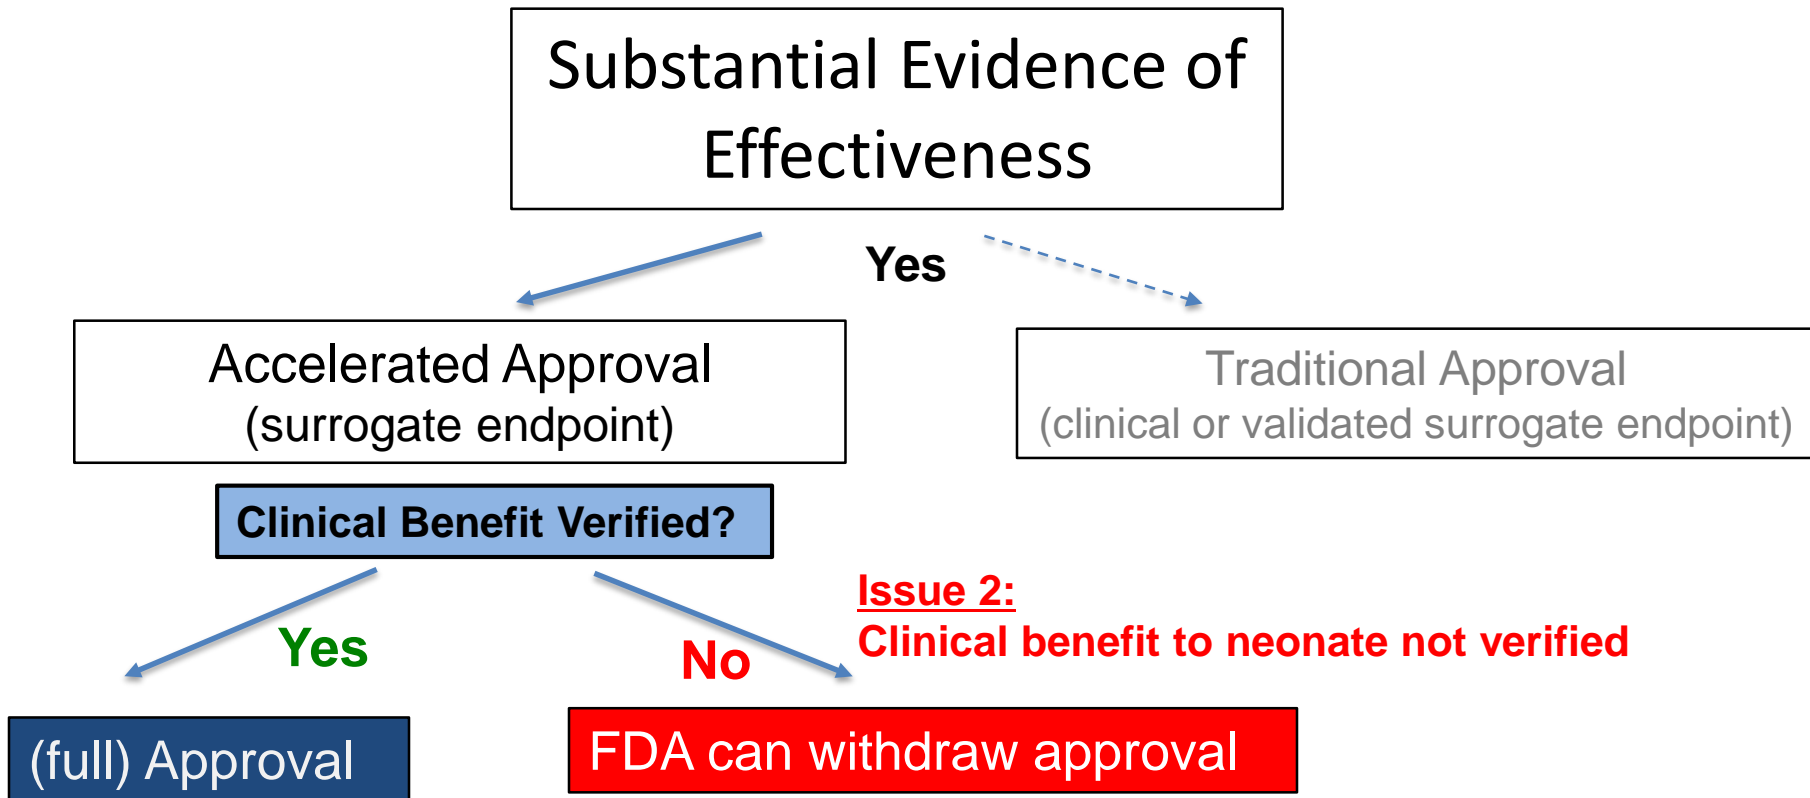 Substantial Evidence of
Effectiveness
Yes
Accelerated Approval
(surrogate endpoint)
Traditional Approval
(clinical or validated surrogate endpoint)
Clinical Benefit Verified?
Issue 2:
Clinical benefit to neonate not verified
Yes
No
(full) Approval
FDA can withdraw approval